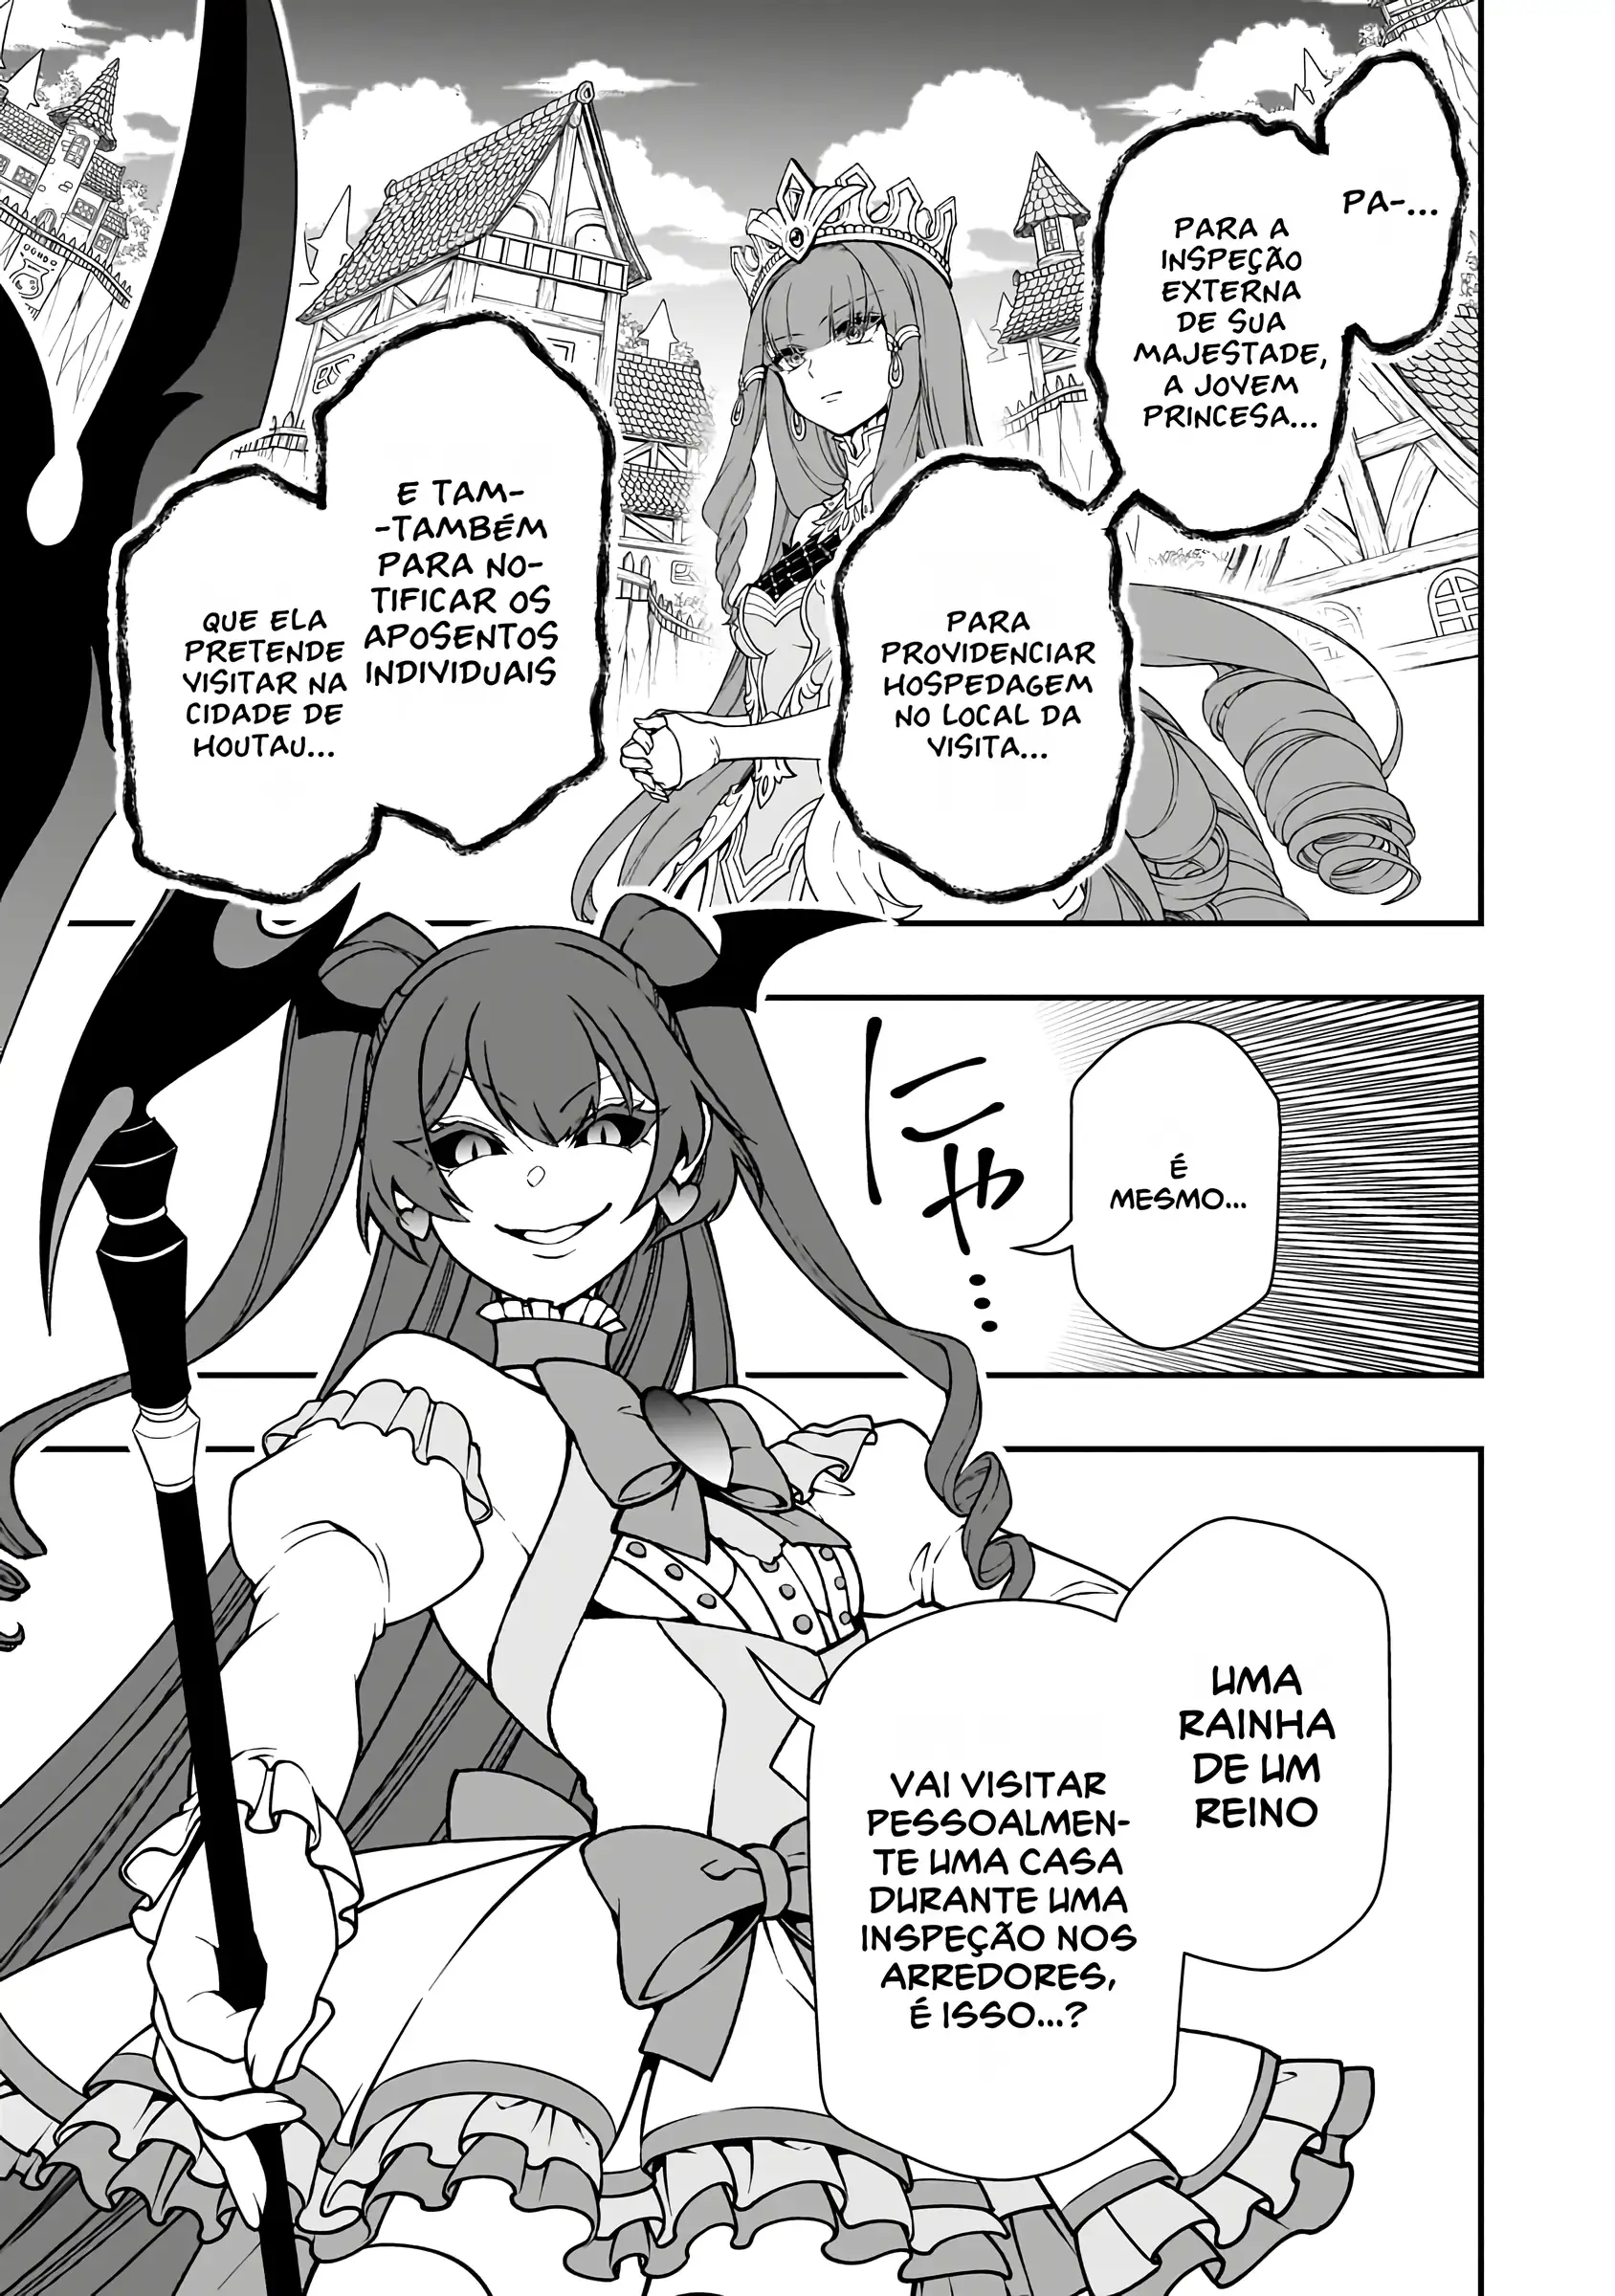 PA-...
PARA A
INSPEÇÃO
EXTERNA
DE SUA
MAJESTADE,
A JOVEM
PRINCESA...
PARA
PROVIDENCIAR
HOSPEDAGEM
NO LOCAL DA
VISITA...
E TAM-
-TAMBÉM
PARA NO-
TIFICAR OS
APOSENTOS
INDIVIDUAIS
QUE ELA
PRETENDE
VISITAR NA
CIDADE DE
HOUTAU...
É
MESMO...
にや…
UMA
RAINHA
DE UM
REINO
VAI VISITAR
PESSOALMEN-
TE UMA CASA
DURANTE UMA
INSPEÇÃO NOS
ARREDORES,
É ISSO...?